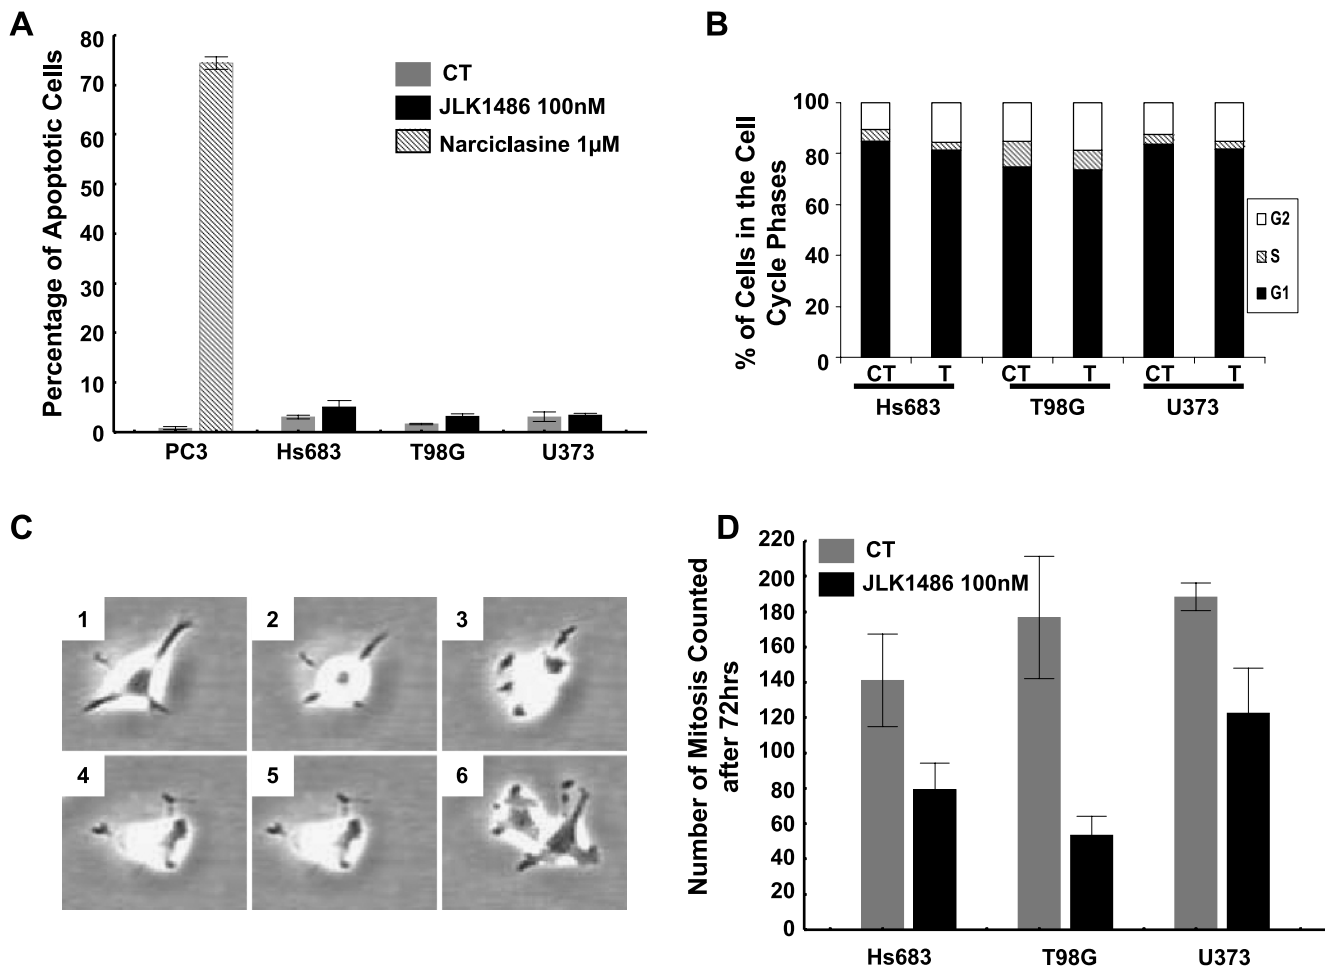 A
Percentage of Apoptotic Cells
80
70
60
50
40
30
20
10
0
CT
JLK1486 100nM
Narciclasine 1µM
PC3 Hs683 T98G U373
B
% of Cells in the Cell
Cycle Phases
100
80
60
40
20
0
G2
S
G1
CT T CT T CT T
Hs683 T98G U373
C
1 2 3
4 5 6
D
Number of Mitosis Counted
after 72hrs
220
200
180
160
140
120
100
80
60
40
20
0
CT
JLK1486 100nM
Hs683 T98G U373